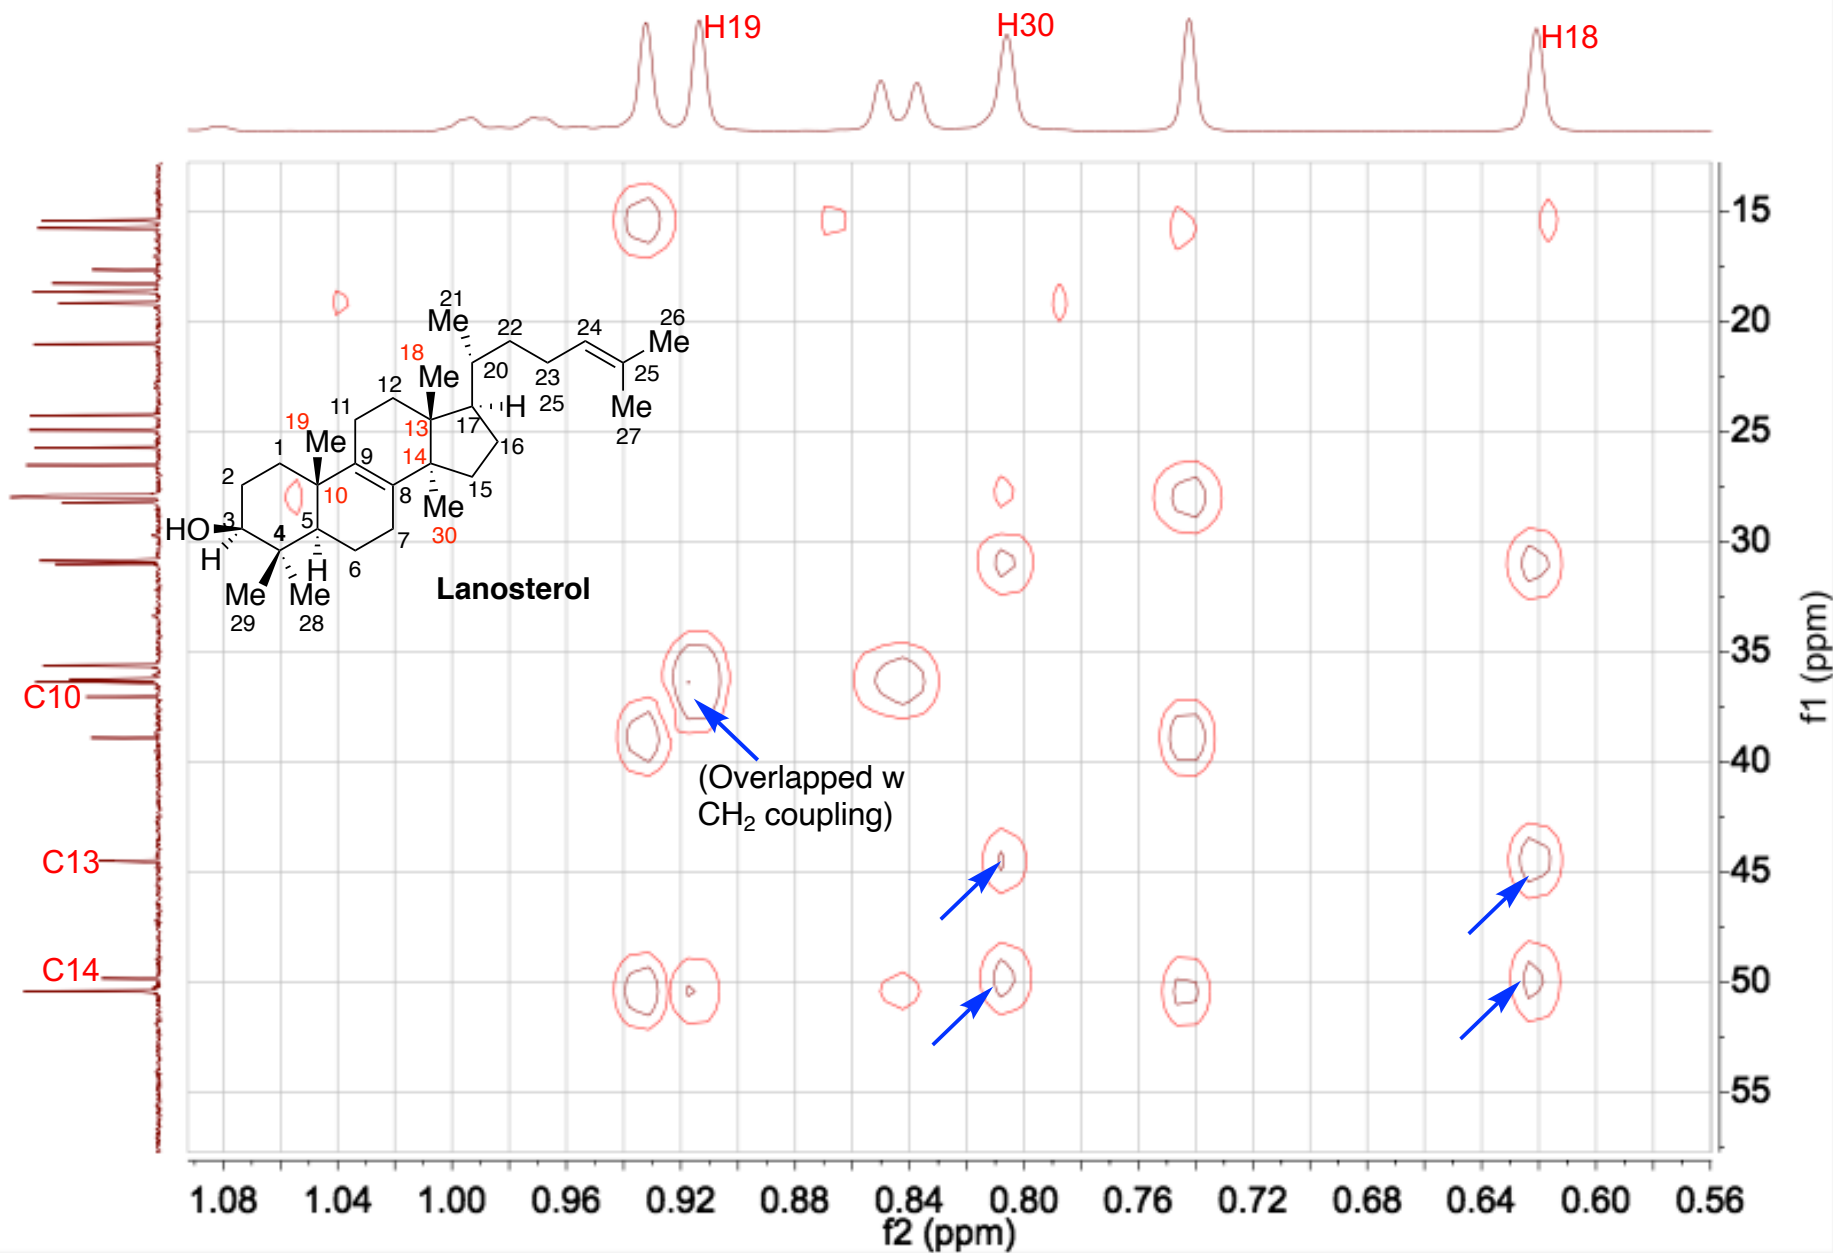 H19
H30
H18
15
20
25
30
35
40
45
50
55
f1 (ppm)
C10
C13
C14
21
Me
22
24
26
Me
18
Me
20
23
25
25
12
11
H
Me
19
Me
13
17
27
1
9
14
16
2
10
8
15
Me
HO
3
4
5
7
30
H
H
6
Me
Me
Lanosterol
29
28
(Overlapped w
CH₂ coupling)
1.08 1.04 1.00 0.96 0.92 0.88 0.84 0.80 0.76 0.72 0.68 0.64 0.60 0.56
f2 (ppm)